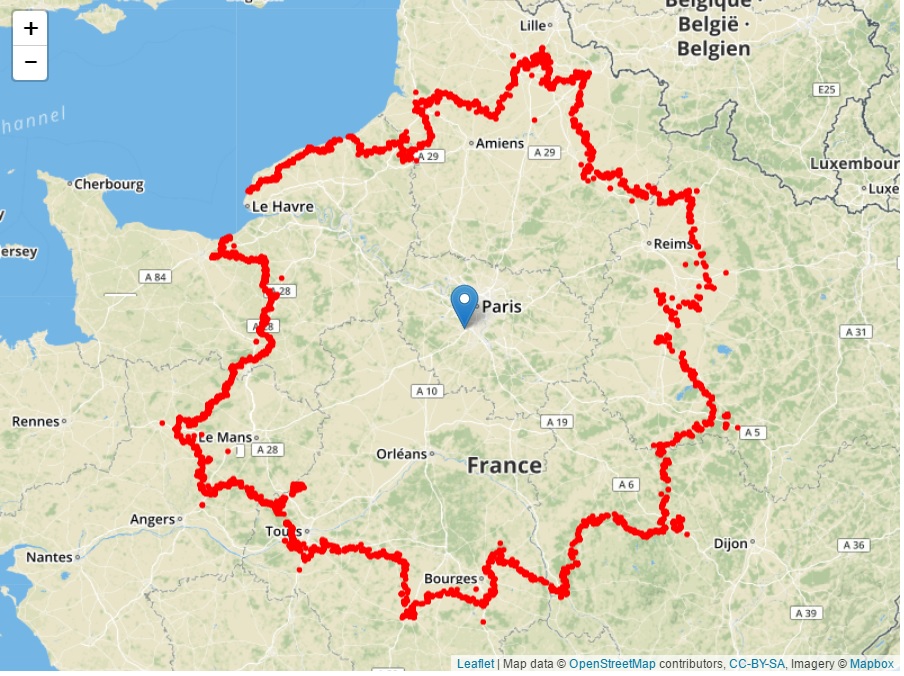 Belgique ·
België ·
Belgien
+
−
Lille
E25
hannel
Amiens
A 29
A 29
Luxembour
Luxe
Cherbourg
Le Havre
Reims
ersey
A 84
A 28
Paris
A 28
A 31
A 10
Rennes
A 19
Le Mans
A 5
A 28
Orléans
France
A 6
Angers
Tours
Dijon
A 36
Nantes
Bourges
A 39
Leaflet | Map data © OpenStreetMap contributors, CC-BY-SA, Imagery © Mapbox